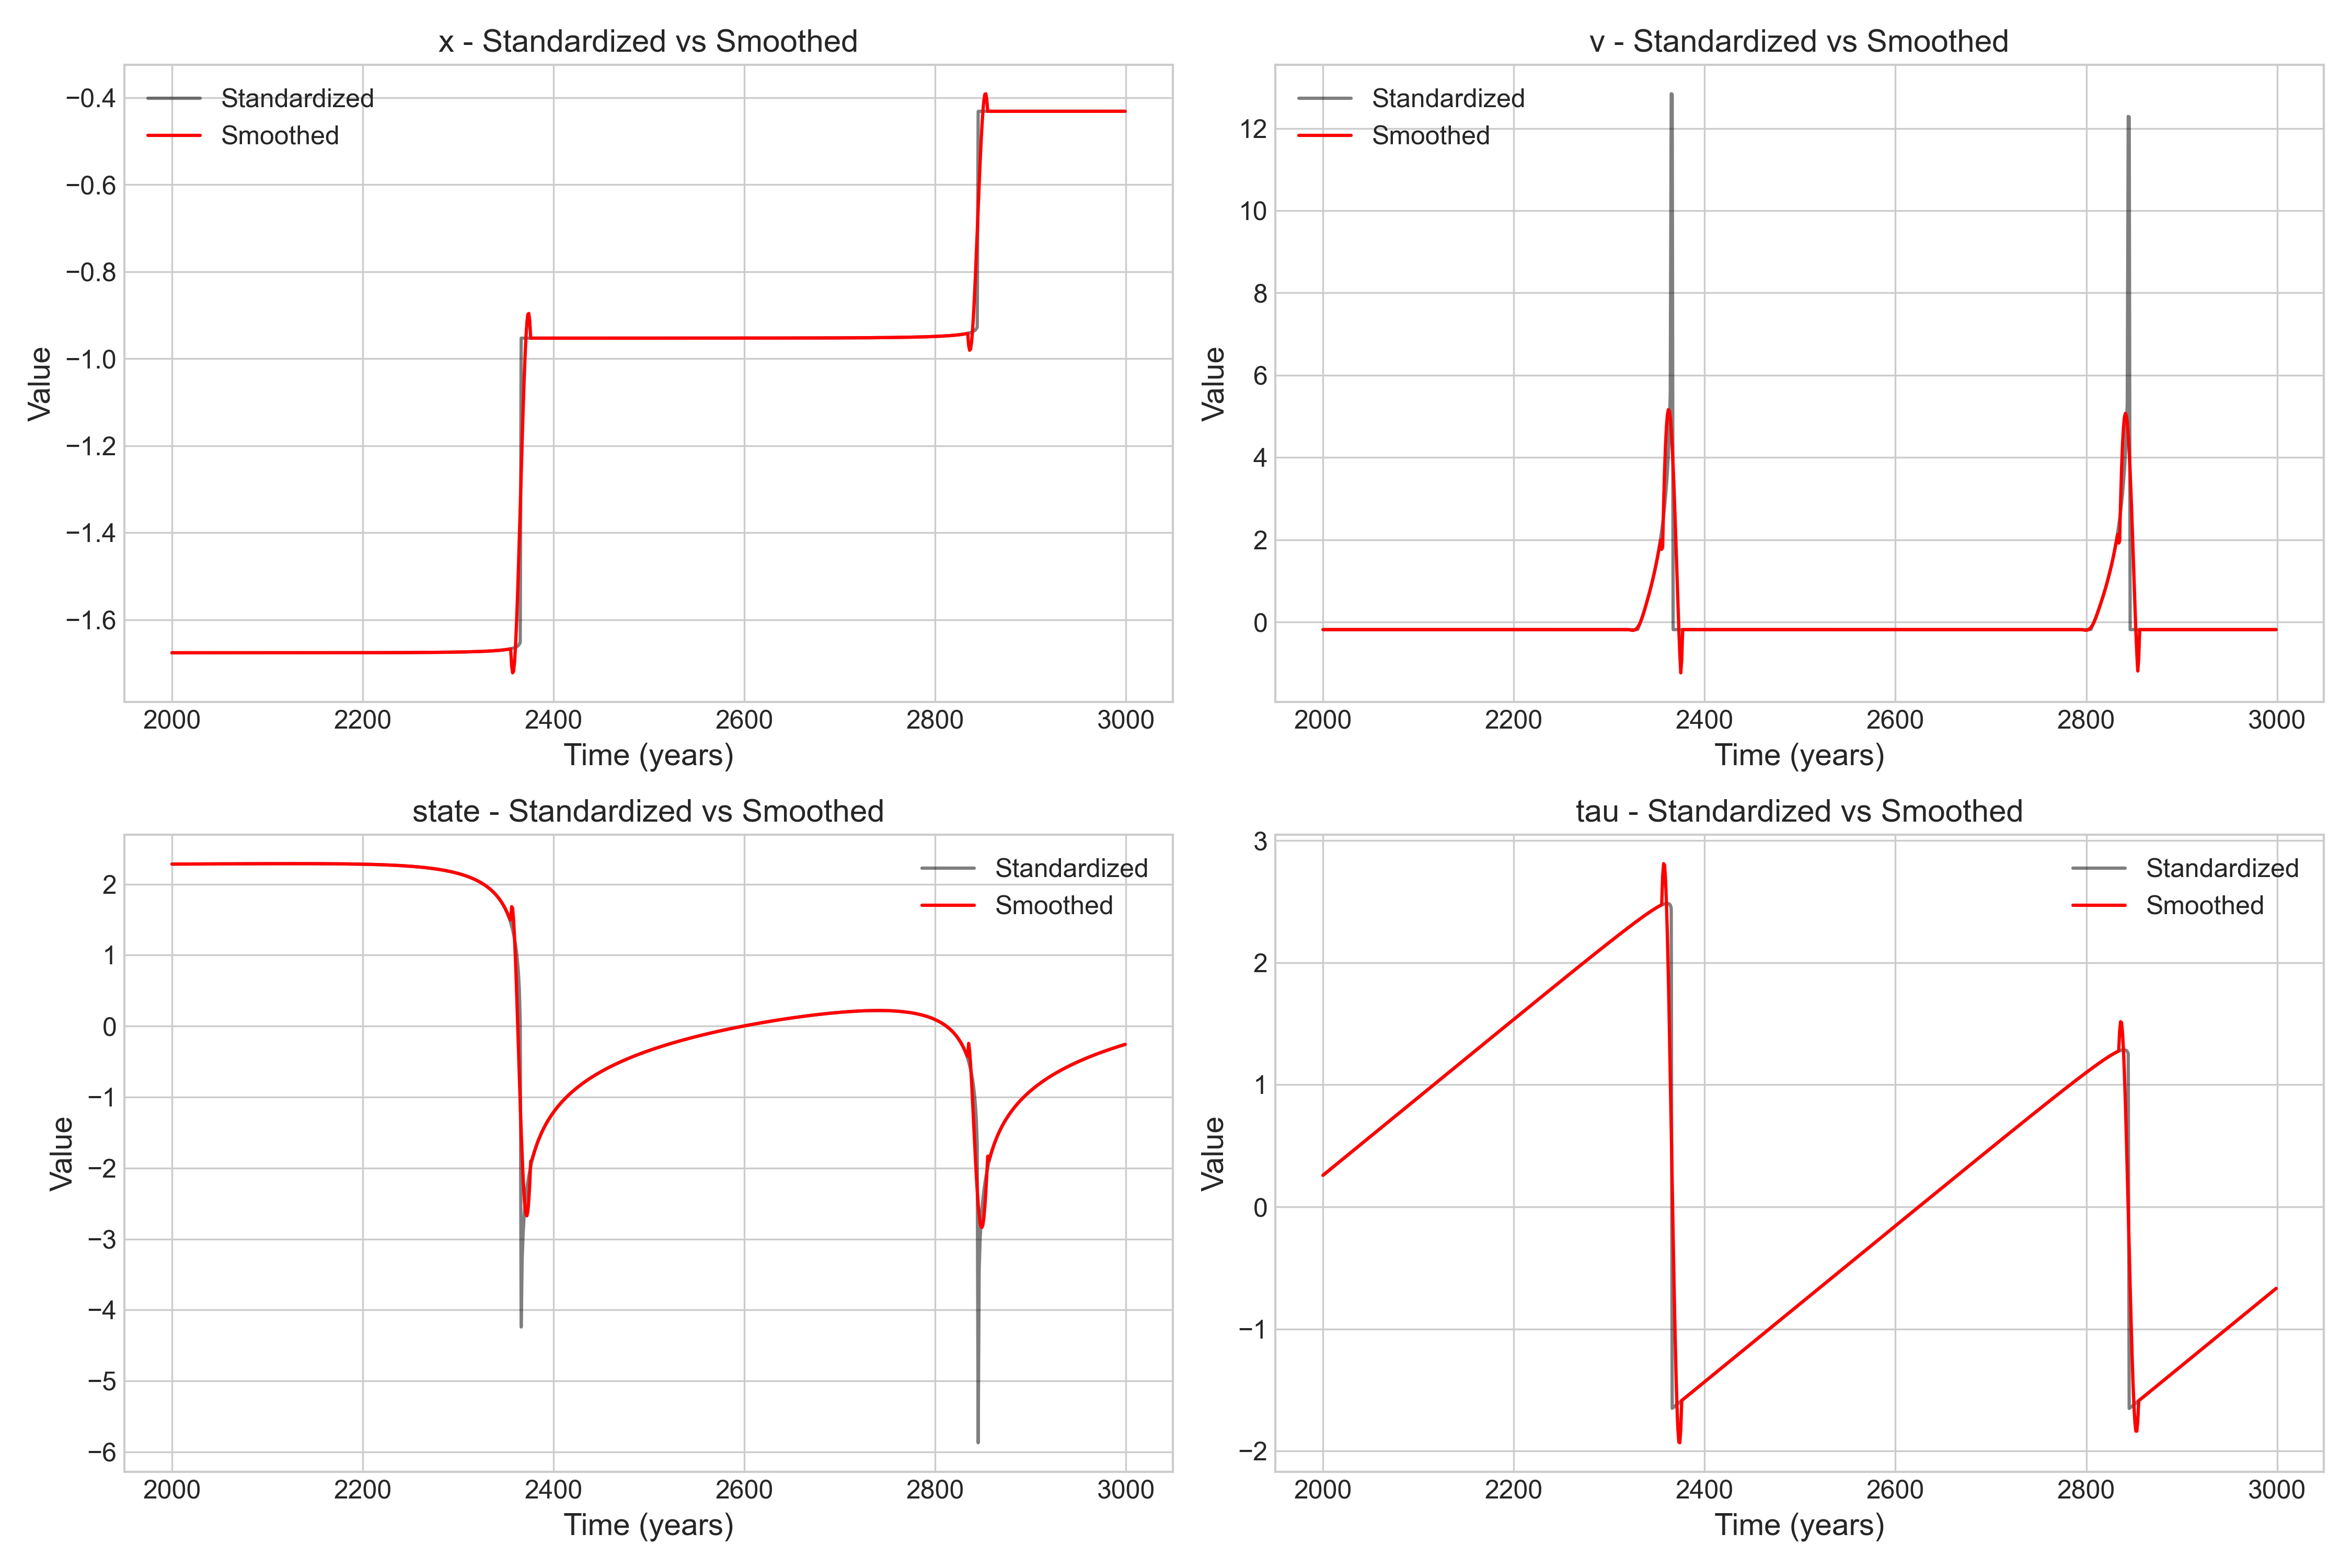 x - Standardized vs Smoothed
Standardized
Smoothed
−0.4
−0.6
−0.8
−1.0
−1.2
−1.4
−1.6
Value
2000 2200 2400 2600 2800 3000
Time (years)
v - Standardized vs Smoothed
Standardized
Smoothed
12
10
8
6
4
2
0
Value
2000 2200 2400 2600 2800 3000
Time (years)
state - Standardized vs Smoothed
Standardized
Smoothed
2
1
0
−1
−2
−3
−4
−5
−6
Value
2000 2200 2400 2600 2800 3000
Time (years)
tau - Standardized vs Smoothed
Standardized
Smoothed
3
2
1
0
−1
−2
Value
2000 2200 2400 2600 2800 3000
Time (years)